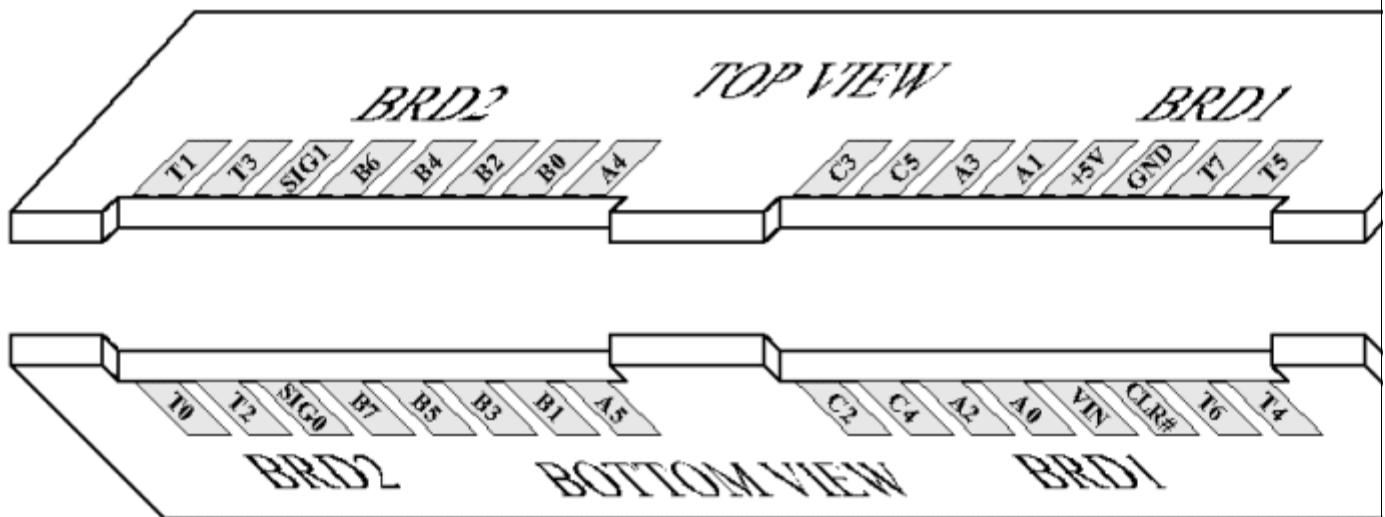 TOP VIEW
BRD2 BRD1
T1 T3 SIG1 B6 B4 B2 B0 A4 C3 C5 A3 A1 +5V GND T7 T5
T0 T2 SIG0 B7 B5 B3 B1 A5 C2 C4 A2 A0 VIN CLR# T6 T4
BRD2 BOTTOM VIEW BRD1